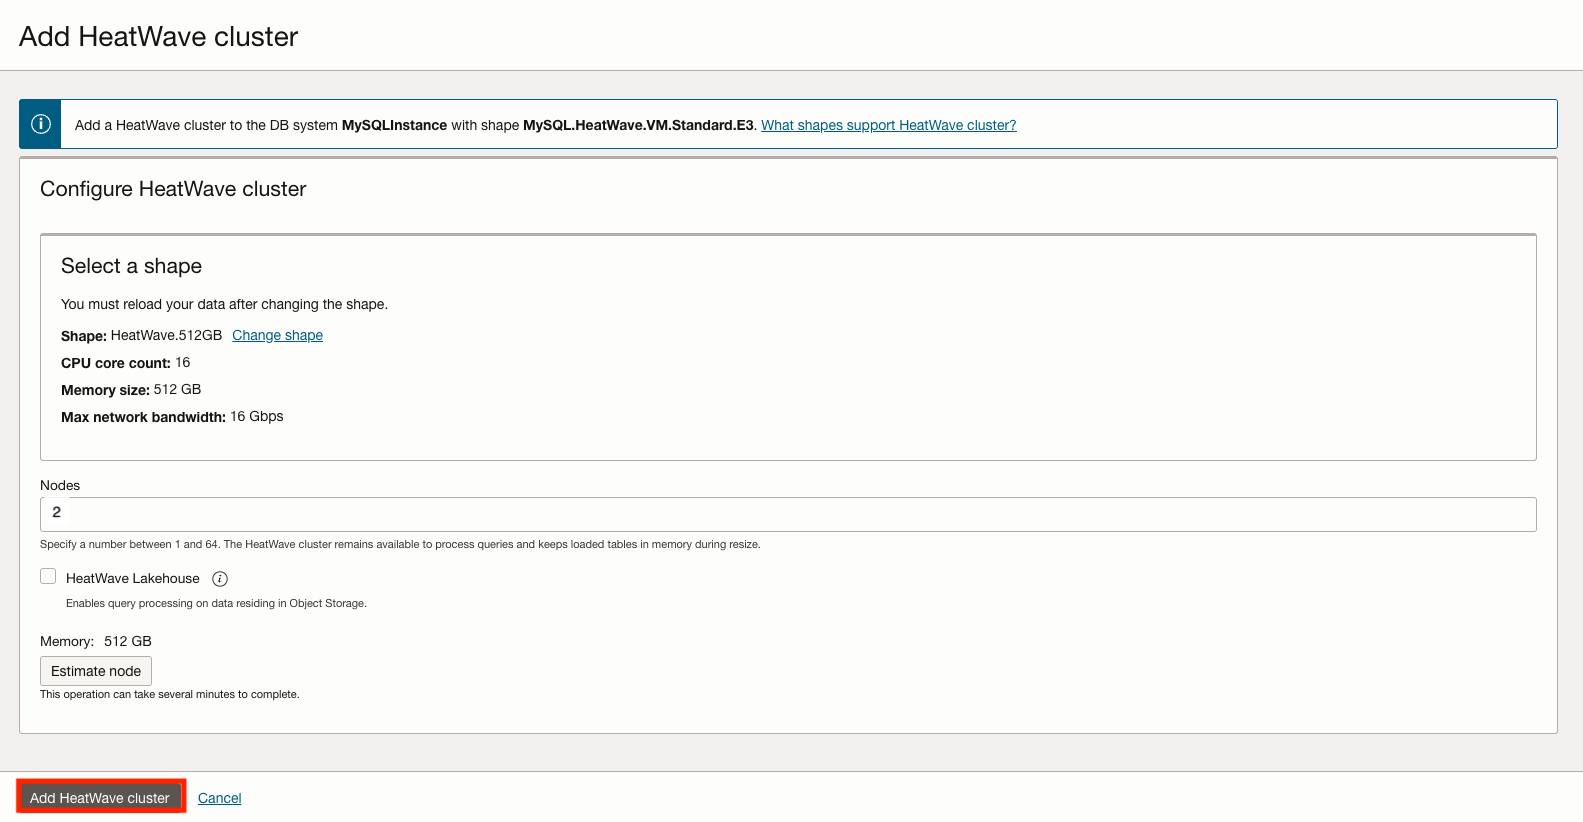 Add HeatWave cluster
Add a HeatWave cluster to the DB system MySQLInstance with shape MySQL.HeatWave.VM.Standard.E3. What shapes support HeatWave cluster?
Configure HeatWave cluster
Select a shape
You must reload your data after changing the shape.
Shape: HeatWave.512GB Change shape
CPU core count: 16
Memory size: 512 GB
Max network bandwidth: 16 Gbps
Nodes
2
Specify a number between 1 and 64. The HeatWave cluster remains available to process queries and keeps loaded tables in memory during resize.
HeatWave Lakehouse
Enables query processing on data residing in Object Storage.
Memory: 512 GB
Estimate node
This operation can take several minutes to complete.
Add HeatWave cluster Cancel